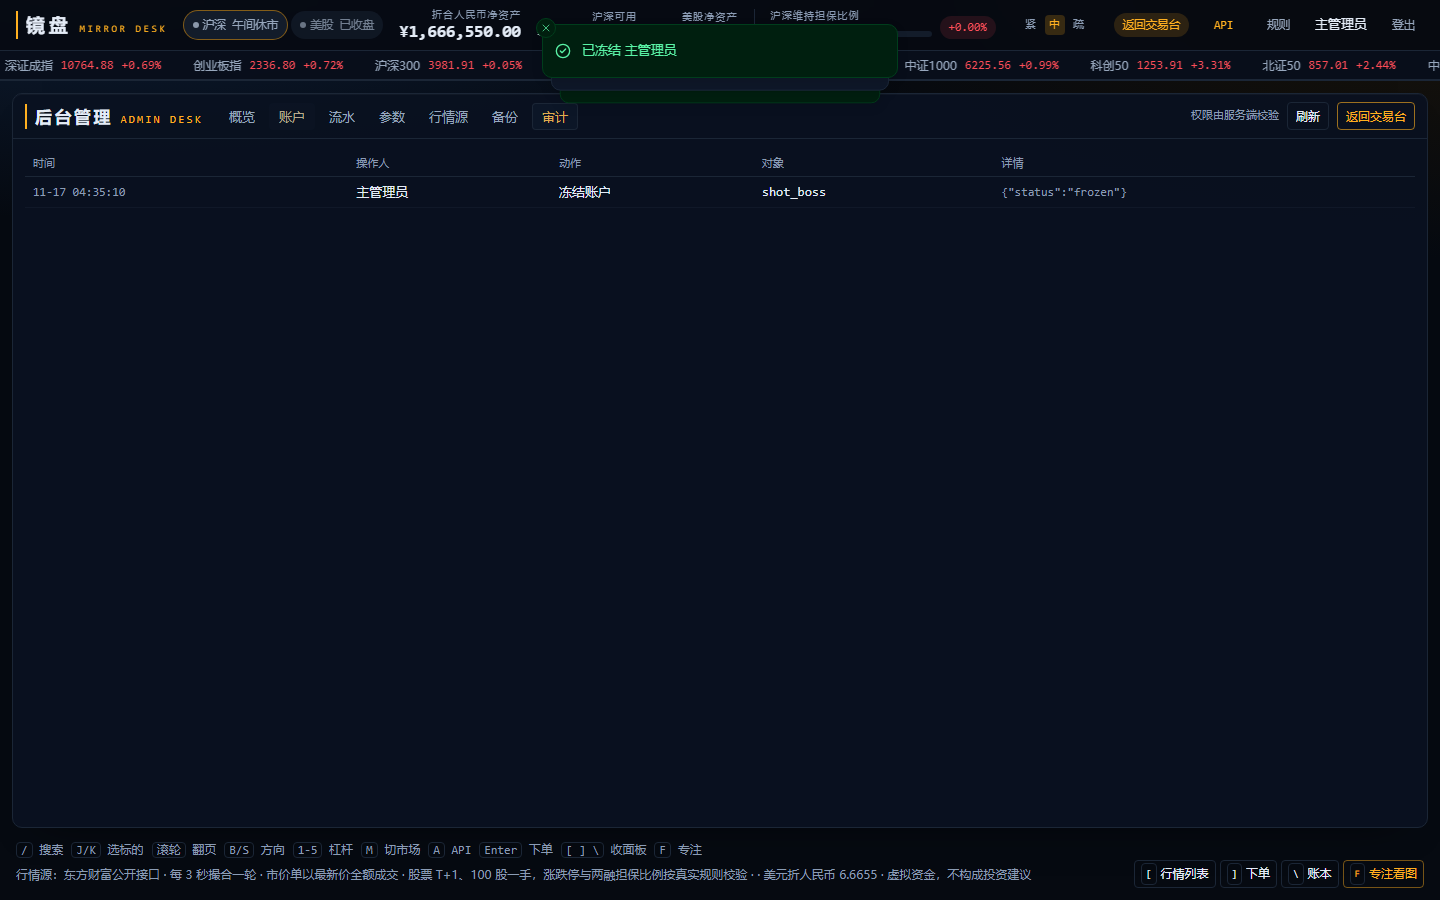 镜盘 MIRROR DESK 沪深 午间休市 美股 已收盘 折合人民币净资产 ¥1,666,550.00 沪深可用 美股净资产 沪深维持担保比例 +0.00% 紧 中 疏 返回交易台 API 规则 主管理员 登出
已冻结 主管理员
深证成指 10764.88 +0.69% 创业板指 2336.80 +0.72% 沪深300 3981.91 +0.05% 中证1000 6225.56 +0.99% 科创50 1253.91 +3.31% 北证50 857.01 +2.44% 中
后台管理 ADMIN DESK 概览 账户 流水 参数 行情源 备份 审计 权限由服务端校验 刷新 返回交易台
时间 操作人 动作 对象 详情
11-17 04:35:10 主管理员 冻结账户 shot_boss {"status":"frozen"}
/ 搜索 J/K 选标的 滚轮 翻页 B/S 方向 1-5 杠杆 M 切市场 A API Enter 下单 [ ] \ 收面板 F 专注
行情源：东方财富公开接口 · 每 3 秒撮合一轮 · 市价单以最新价全额成交 · 股票 T+1、100 股一手，涨跌停与两融担保比例按真实规则校验 · · 美元折人民币 6.6655 · 虚拟资金，不构成投资建议
[ 行情列表 ] 下单 \ 账本 F 专注看图